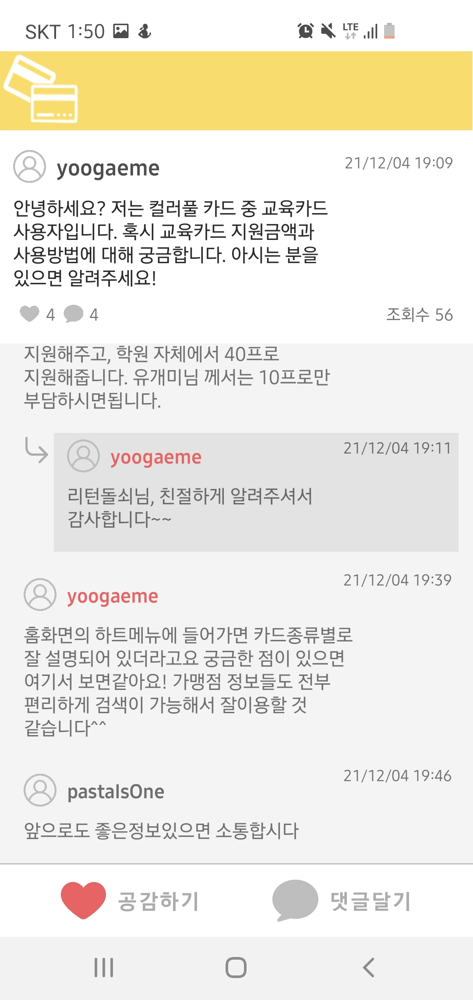 SKT 1:50
LTE
yoogaeme
21/12/04 19:09
안녕하세요? 저는 컬러풀 카드 중 교육카드
사용자입니다. 혹시 교육카드 지원금액과
사용방법에 대해 궁금합니다. 아시는 분을
있으면 알려주세요!
4 4
조회수 56
지원해주고, 학원 자체에서 40프로
지원해줍니다. 유개미님 께서는 10프로만
부담하시면됩니다.
yoogaeme
21/12/04 19:11
리턴돌쇠님, 친절하게 알려주셔서
감사합니다~~
21/12/04 19:39
yoogaeme
홈화면의 하트메뉴에 들어가면 카드종류별로
잘 설명되어 있더라고요 궁금한 점이 있으면
여기서 보면같아요! 가맹점 정보들도 전부
편리하게 검색이 가능해서 잘이용할 것
같습니다^^
21/12/04 19:46
pastaIsOne
앞으로도 좋은정보있으면 소통합시다
공감하기 댓글달기